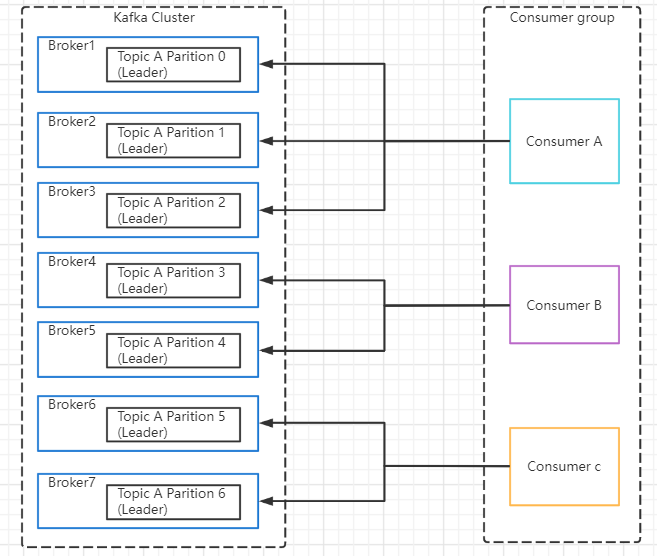 Kafka Cluster
Consumer group
Broker1
Topic A Parition 0
(Leader)
Broker2
Topic A Parition 1
(Leader)
Consumer A
Broker3
Topic A Parition 2
(Leader)
Broker4
Topic A Parition 3
(Leader)
Consumer B
Broker5
Topic A Parition 4
(Leader)
Broker6
Topic A Parition 5
(Leader)
Consumer c
Broker7
Topic A Parition 6
(Leader)